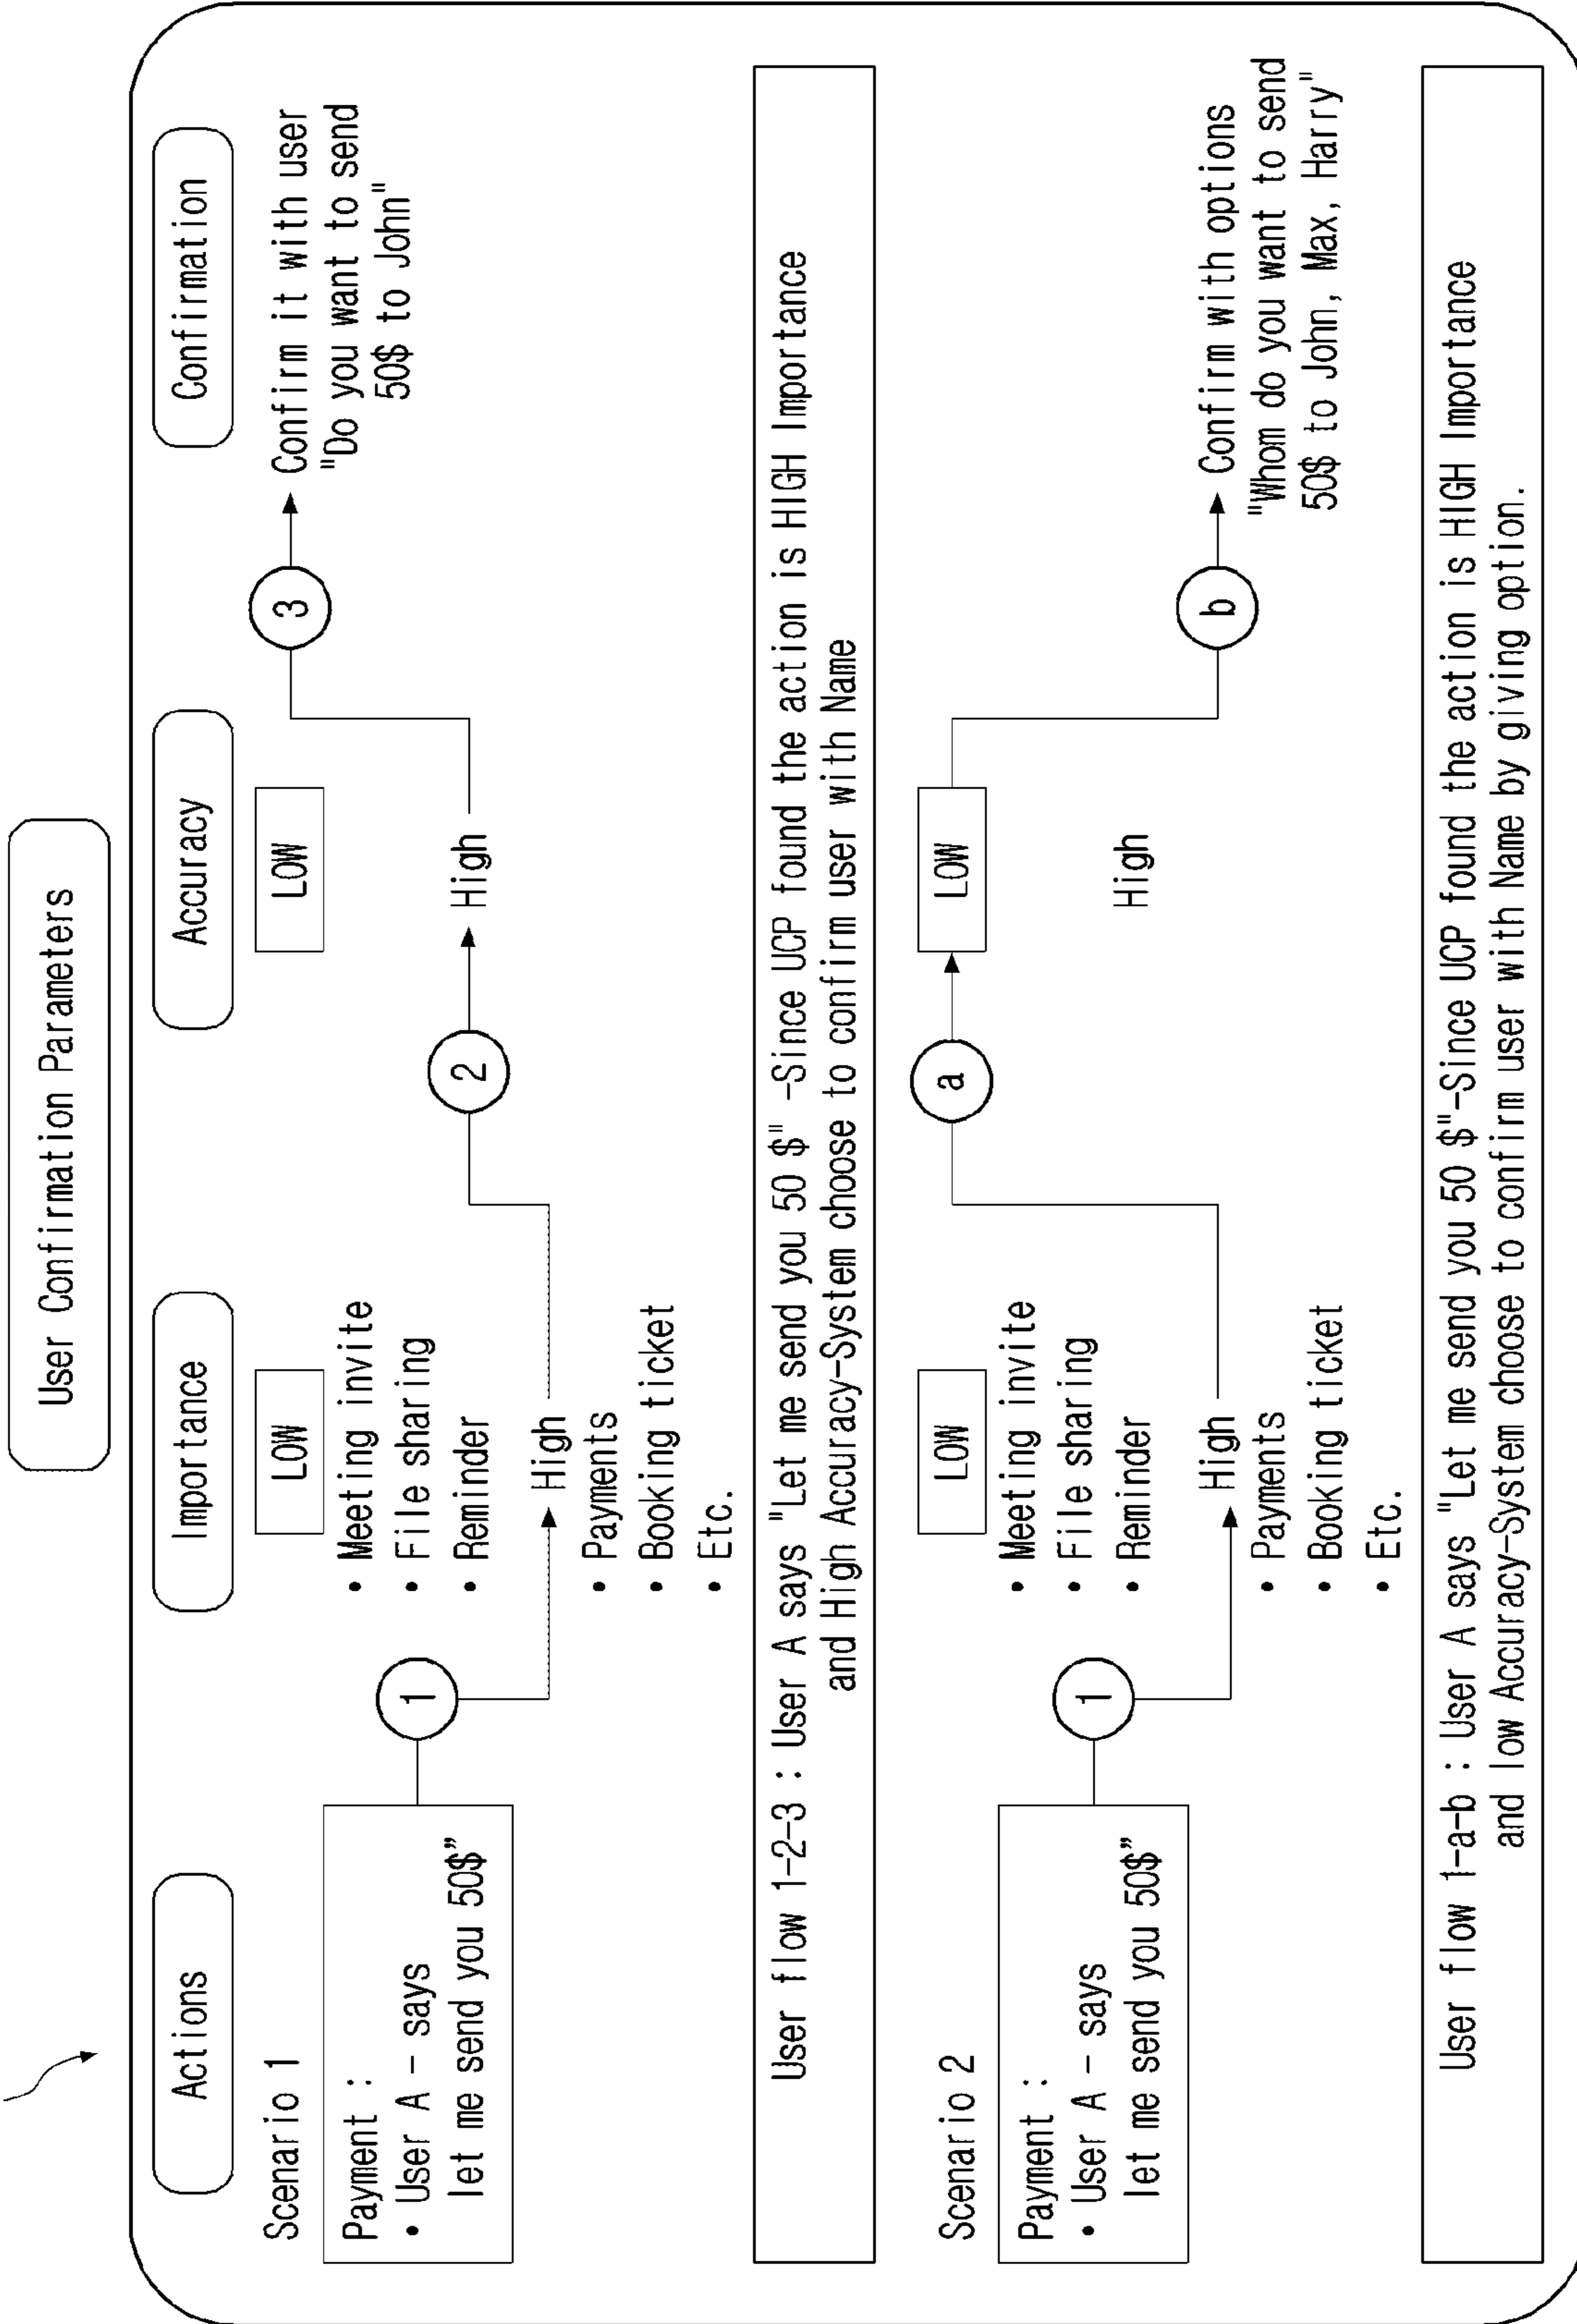 User Confirmation Parameters
Actions
Importance
Accuracy
Confirmation
Scenario 1
Payment :
• User A - says
let me send you 50$”
1
LOW
• Meeting invite
• File sharing
• Reminder
High
• Payments
• Booking ticket
• Etc.
2
LOW
High
3
Confirm it with user
"Do you want to send
50$ to John"
User flow 1-2-3 : User A says "Let me send you 50 $" -Since UCP found the action is HIGH Importance
and High Accuracy-System choose to confirm user with Name
Scenario 2
Payment :
• User A - says
let me send you 50$”
1
LOW
• Meeting invite
• File sharing
• Reminder
High
• Payments
• Booking ticket
• Etc.
a
LOW
High
b
Confirm with options
"Whom do you want to send
50$ to John, Max, Harry"
User flow 1-a-b : User A says "Let me send you 50 $"-Since UCP found the action is HIGH Importance
and low Accuracy-System choose to confirm user with Name by giving option.